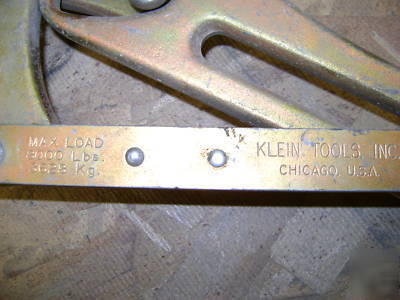 MAX LOAD
8000 Lbs.
3628 Kg.
KLEIN TOOLS, INC.
CHICAGO, U.S.A.